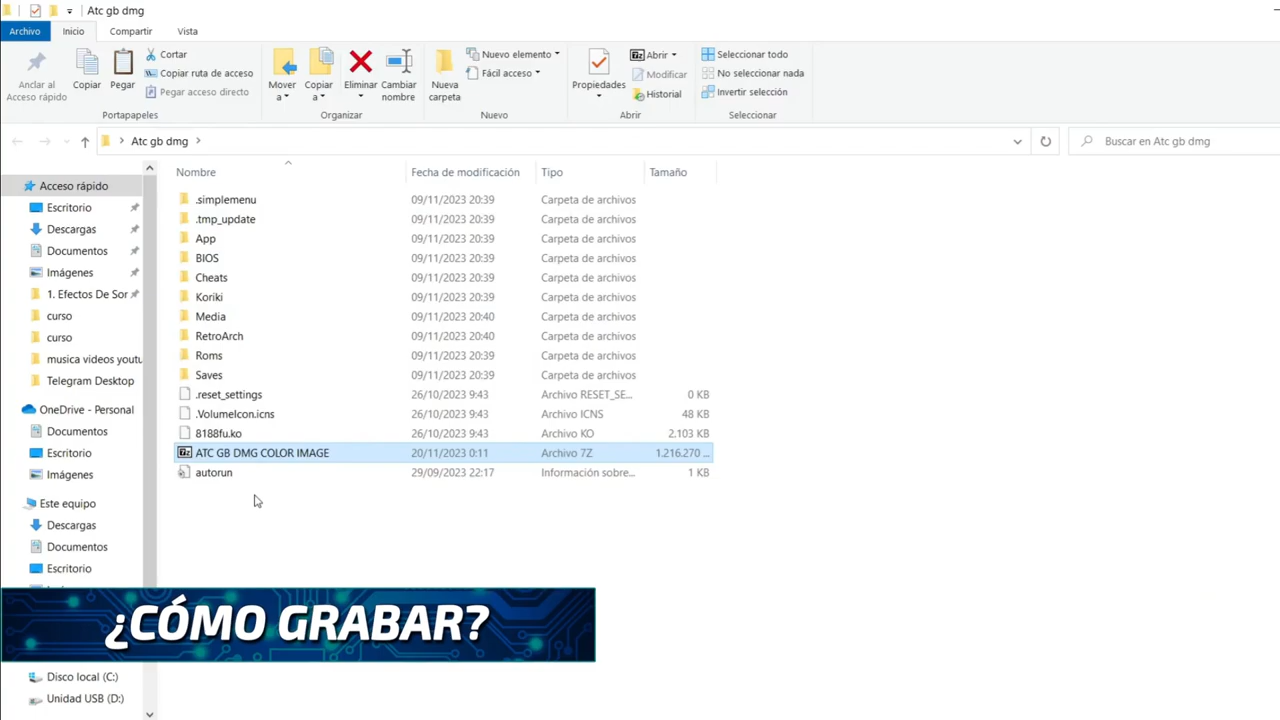 Atc gb dmg
Archivo Inicio Compartir Vista
Anclar al Acceso rápido
Copiar
Pegar
Cortar
Copiar ruta de acceso
Pegar acceso directo
Portapapeles
Mover a
Copiar a
Eliminar
Cambiar nombre
Organizar
Nueva carpeta
Nuevo elemento
Fácil acceso
Nuevo
Propiedades
Abrir
Modificar
Historial
Abrir
Seleccionar todo
No seleccionar nada
Invertir selección
Seleccionar
Atc gb dmg
Buscar en Atc gb dmg
Acceso rápido
Escritorio
Descargas
Documentos
Imágenes
1. Efectos De Sor
curso
curso
musica videos youtu
Telegram Desktop
OneDrive - Personal
Documentos
Escritorio
Imágenes
Este equipo
Descargas
Documentos
Escritorio
Disco local (C:)
Unidad USB (D:)
Nombre Fecha de modificación Tipo Tamaño
.simplemenu 09/11/2023 20:39 Carpeta de archivos
.tmp_update 09/11/2023 20:39 Carpeta de archivos
App 09/11/2023 20:39 Carpeta de archivos
BIOS 09/11/2023 20:39 Carpeta de archivos
Cheats 09/11/2023 20:39 Carpeta de archivos
Koriki 09/11/2023 20:39 Carpeta de archivos
Media 09/11/2023 20:40 Carpeta de archivos
RetroArch 09/11/2023 20:40 Carpeta de archivos
Roms 09/11/2023 20:39 Carpeta de archivos
Saves 09/11/2023 20:39 Carpeta de archivos
.reset_settings 26/10/2023 9:43 Archivo RESET_SE... 0 KB
.VolumeIcon.icns 26/10/2023 9:43 Archivo ICNS 48 KB
8188fu.ko 26/10/2023 9:43 Archivo KO 2.103 KB
ATC GB DMG COLOR IMAGE 20/11/2023 0:11 Archivo 7Z 1.216.270 ...
autorun 29/09/2023 22:17 Información sobre... 1 KB
¿CÓMO GRABAR?